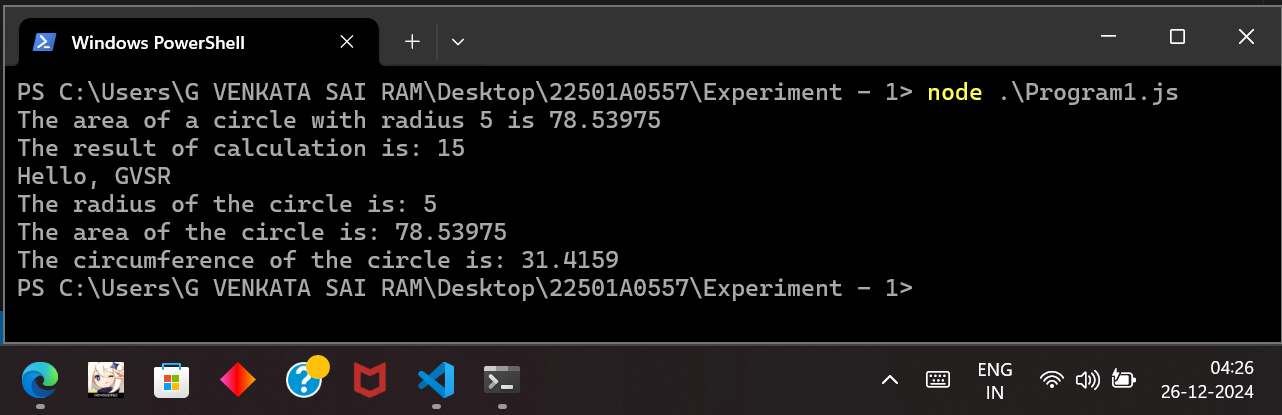 Windows PowerShell
PS C:\Users\G VENKATA SAI RAM\Desktop\22501A0557\Experiment - 1> node .\Program1.js
The area of a circle with radius 5 is 78.53975
The result of calculation is: 15
Hello, GVSR
The radius of the circle is: 5
The area of the circle is: 78.53975
The circumference of the circle is: 31.4159
PS C:\Users\G VENKATA SAI RAM\Desktop\22501A0557\Experiment - 1>
ENG
IN
04:26
26-12-2024